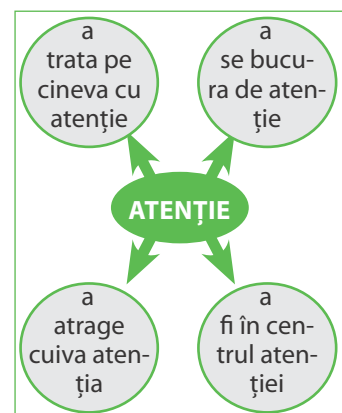 a
trata pe
cineva cu
atenție
a
se bucu-
ra de aten-
ție
ATENȚIE
a
atrage
cuiva aten-
ția
a
fi în cen-
trul aten-
ției